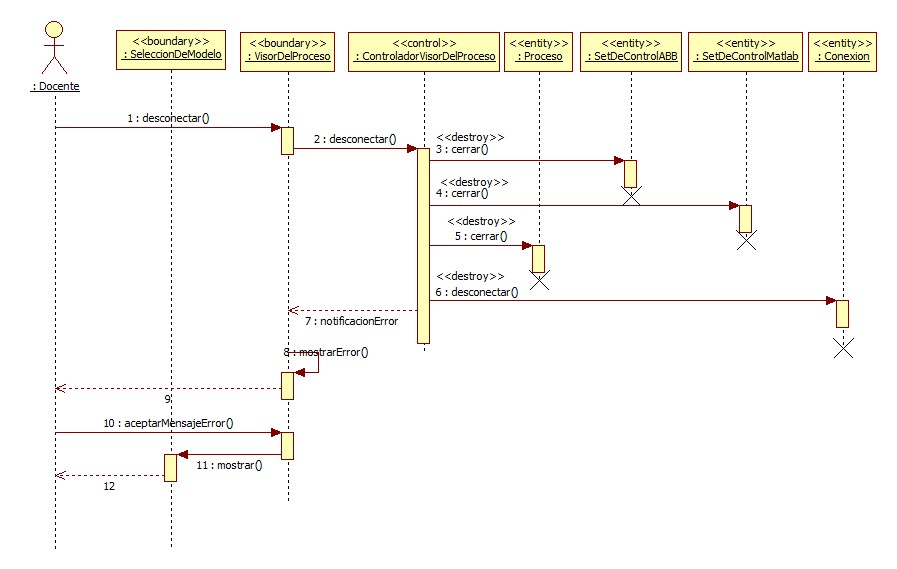 : Docente
<<boundary>>
: SeleccionDeModelo
<<boundary>>
: VisorDelProceso
<<control>>
: ControladorVisorDelProceso
<<entity>>
: Proceso
<<entity>>
: SetDeControlABB
<<entity>>
: SetDeControlMatlab
<<entity>>
: Conexion
1 : desconectar()
2 : desconectar()
<<destroy>>
3 : cerrar()
<<destroy>>
4 : cerrar()
<<destroy>>
5 : cerrar()
<<destroy>>
6 : desconectar()
7 : notificacionError
8 : mostrarError()
9
10 : aceptarMensajeError()
11 : mostrar()
12